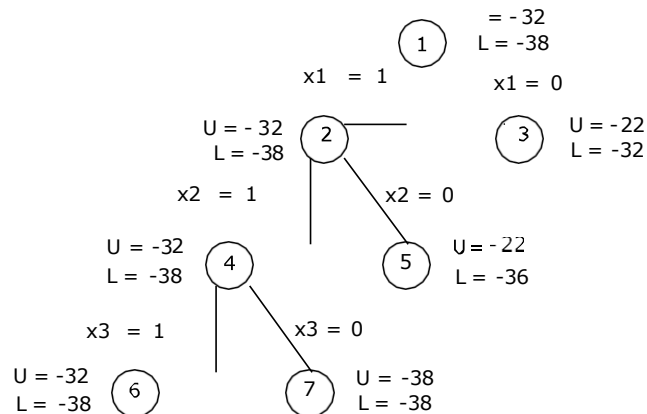 = - 32
1
L = -38
x1 = 1
x1 = 0
U = - 32
L = -38
2
3
U = -22
L = -32
x2 = 1
x2 = 0
U = -32
L = -38
4
5
U = - 22
L = -36
x3 = 1
x3 = 0
U = -32
L = -38
6
7
U = -38
L = -38